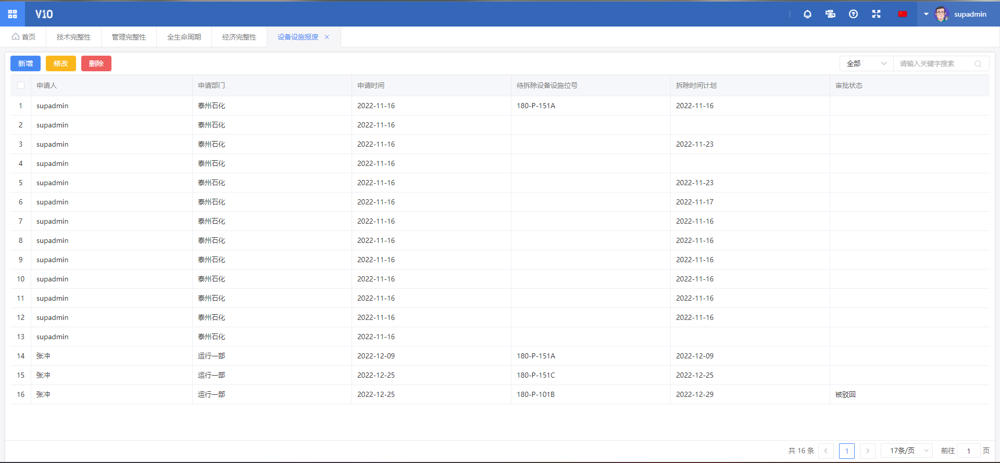 V10 supadmin
首页 技术完整性 管理完整性 全生命周期 经济完整性 设备设施报废
新增 修改 删除 全部 请输入关键字搜索
申请人 申请部门 申请时间 待拆除设备设施位号 拆除时间计划 审批状态
1 supadmin 泰州石化 2022-11-16 180-P-151A 2022-11-16
2 supadmin 泰州石化 2022-11-16
3 supadmin 泰州石化 2022-11-16 2022-11-23
4 supadmin 泰州石化 2022-11-16
5 supadmin 泰州石化 2022-11-16 2022-11-23
6 supadmin 泰州石化 2022-11-16 2022-11-17
7 supadmin 泰州石化 2022-11-16 2022-11-16
8 supadmin 泰州石化 2022-11-16 2022-11-16
9 supadmin 泰州石化 2022-11-16 2022-11-16
10 supadmin 泰州石化 2022-11-16 2022-11-16
11 supadmin 泰州石化 2022-11-16 2022-11-16
12 supadmin 泰州石化 2022-11-16 2022-11-16
13 supadmin 泰州石化 2022-11-16
14 张冲 运行一部 2022-12-09 180-P-151A 2022-12-09
15 张冲 运行一部 2022-12-25 180-P-151C 2022-12-25
16 张冲 运行一部 2022-12-25 180-P-101B 2022-12-29 被驳回
共 16 条 1 17条/页 前往 1 页